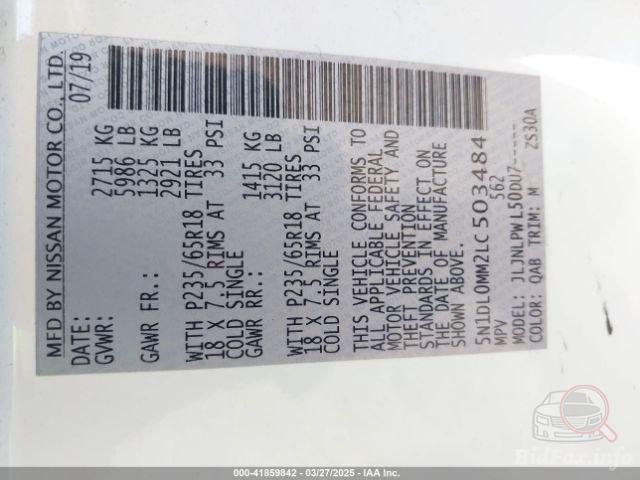 MFD BY NISSAN MOTOR CO., LTD.
DATE: 07/19
GVWR: 2715 KG
5986 LB
GAWR FR.: 1325 KG
2921 LB
WITH P235/65R18 TIRES
18 X 7.5 RIMS AT 33 PSI
COLD SINGLE
GAWR RR.: 1415 KG
3120 LB
WITH P235/65R18 TIRES
18 X 7.5 RIMS AT 33 PSI
COLD SINGLE
THIS VEHICLE CONFORMS TO
ALL APPLICABLE FEDERAL
MOTOR VEHICLE SAFETY AND
THEFT PREVENTION
STANDARDS IN EFFECT ON
THE DATE OF MANUFACTURE
SHOWN ABOVE.
5N1DL0MM2LC503484
MPV 562
MODEL: JLJNLPWL50DU7-----
COLOR: QAB TRIM: M ZS30A
000-41859842 / 03/27/2025 - IAA Inc.
BidFax.info